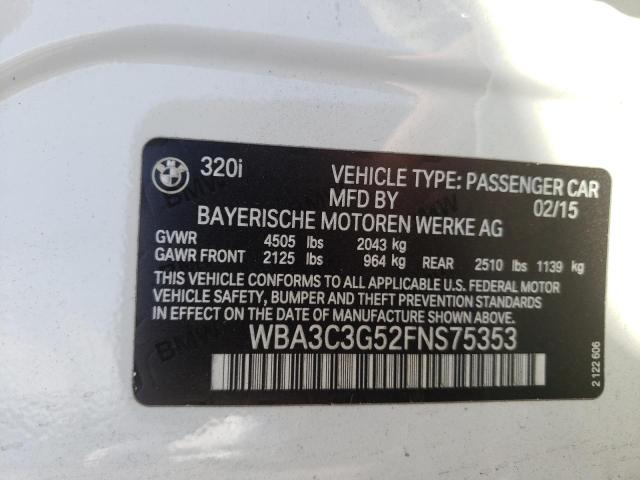 BMW 320i VEHICLE TYPE: PASSENGER CAR
MFD BY 02/15
BAYERISCHE MOTOREN WERKE AG
GVWR 4505 lbs 2043 kg
GAWR FRONT 2125 lbs 964 kg REAR 2510 lbs 1139 kg
THIS VEHICLE CONFORMS TO ALL APPLICABLE U.S. FEDERAL MOTOR
VEHICLE SAFETY, BUMPER AND THEFT PREVENTION STANDARDS
IN EFFECT ON THE DATE OF MANUFACTURE SHOWN ABOVE.
WBA3C3G52FNS75353
2 122 606